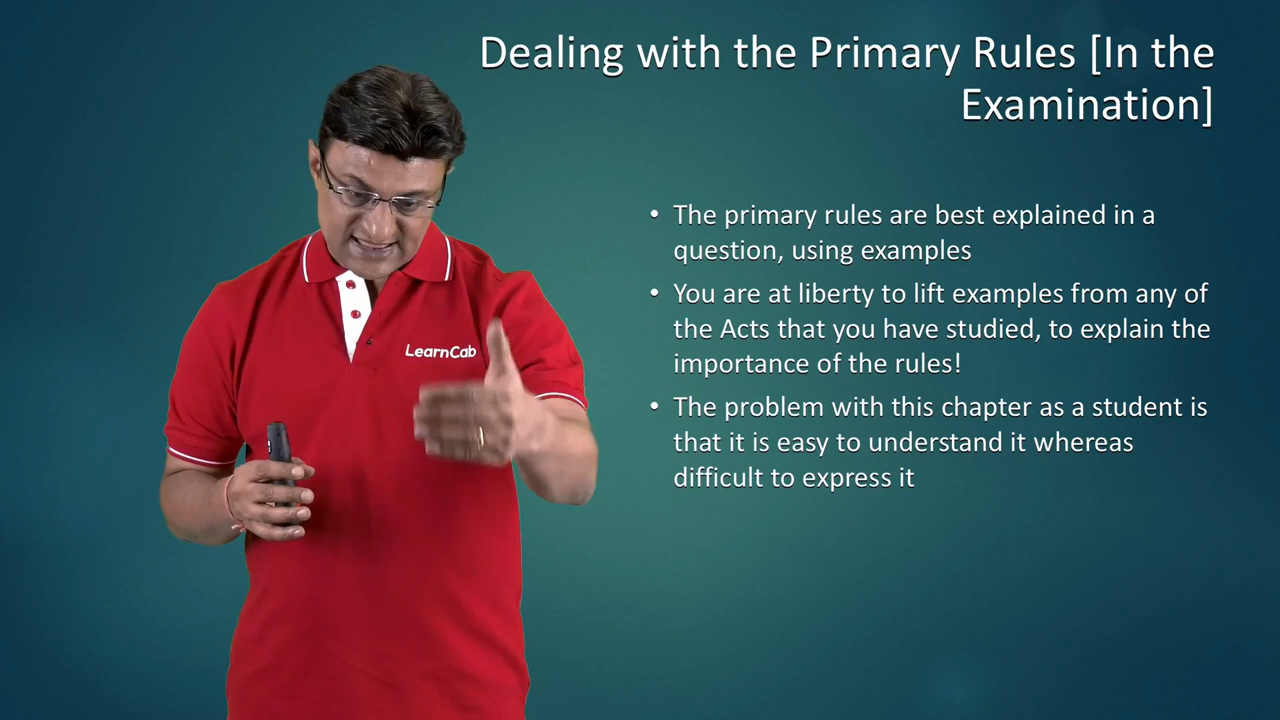 Dealing with the Primary Rules [In the
Examination]
• The primary rules are best explained in a
question, using examples
• You are at liberty to lift examples from any of
the Acts that you have studied, to explain the
importance of the rules!
• The problem with this chapter as a student is
that it is easy to understand it whereas
difficult to express it
LearnCab